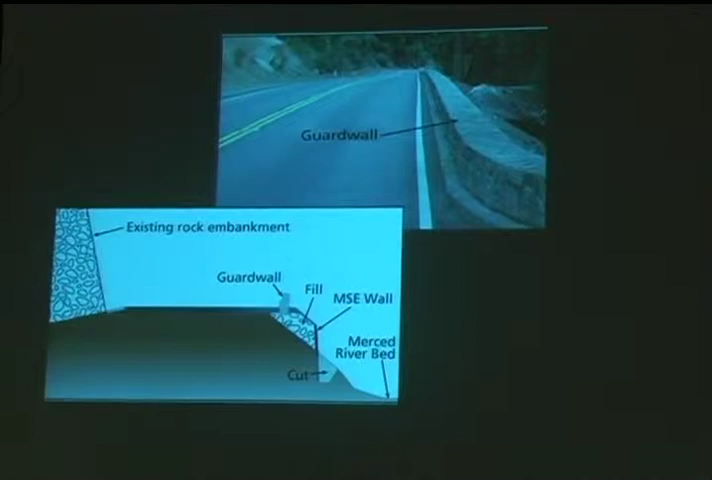 Guardwall
Existing rock embankment
Guardwall
Fill
MSE Wall
Merced
River Bed
Cut